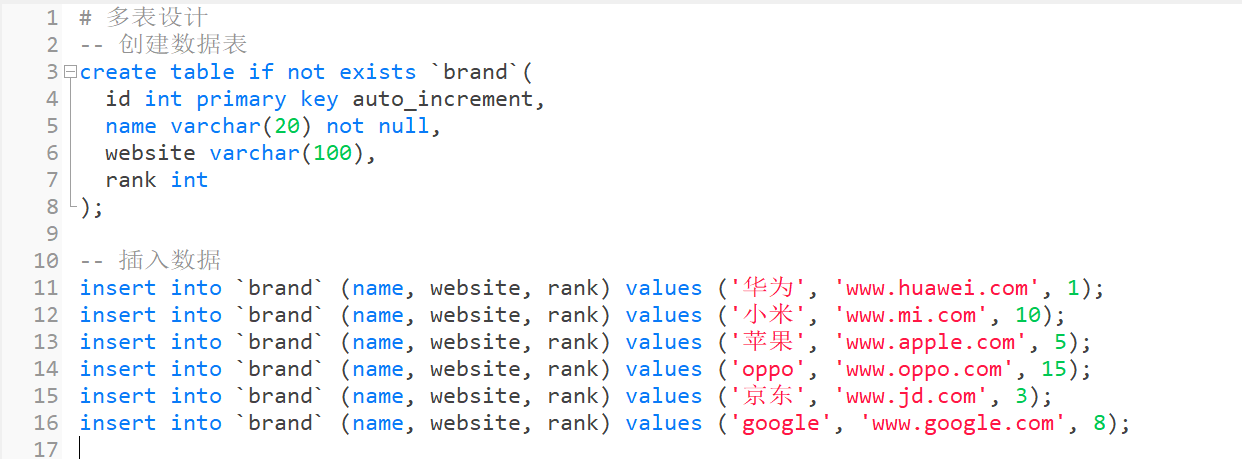 1 # 多表设计
2 -- 创建数据表
3 create table if not exists `brand`(
4 id int primary key auto_increment,
5 name varchar(20) not null,
6 website varchar(100),
7 rank int
8 );
9
10 -- 插入数据
11 insert into `brand` (name, website, rank) values ('华为', 'www.huawei.com', 1);
12 insert into `brand` (name, website, rank) values ('小米', 'www.mi.com', 10);
13 insert into `brand` (name, website, rank) values ('苹果', 'www.apple.com', 5);
14 insert into `brand` (name, website, rank) values ('oppo', 'www.oppo.com', 15);
15 insert into `brand` (name, website, rank) values ('京东', 'www.jd.com', 3);
16 insert into `brand` (name, website, rank) values ('google', 'www.google.com', 8);
17